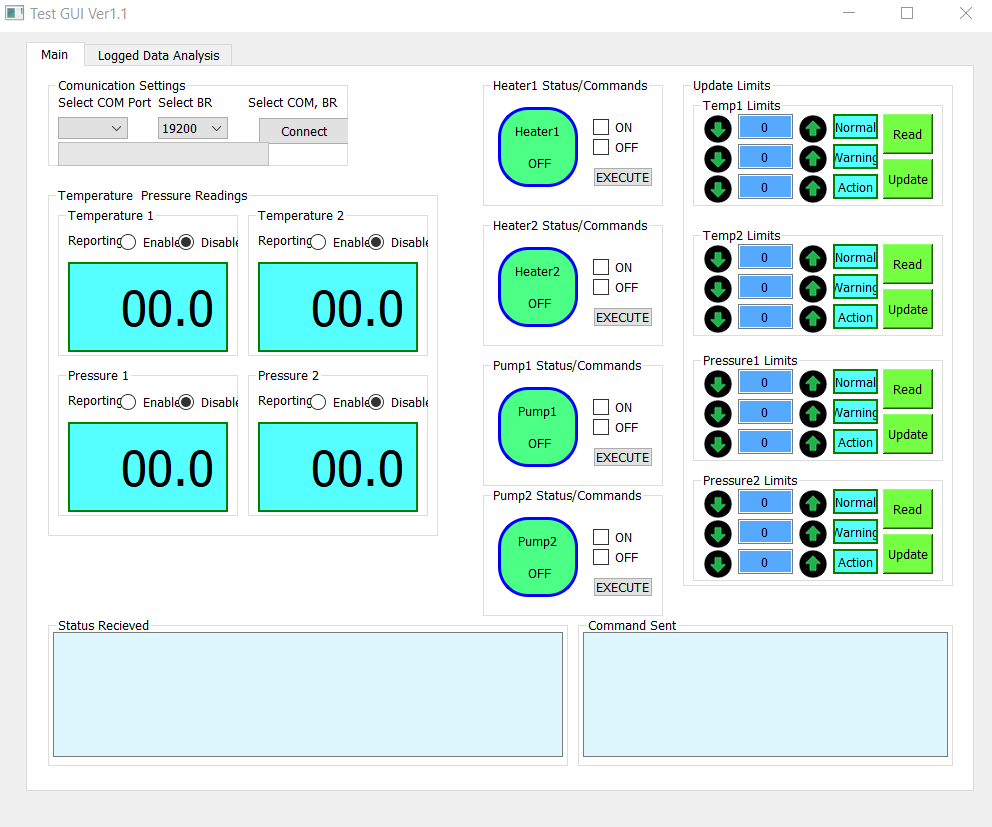 Test GUI Ver1.1
Main
Logged Data Analysis
Comunication Settings
Select COM Port Select BR Select COM, BR
19200
Connect
Temperature Pressure Readings
Temperature 1
Reporting Enable Disable
00.0
Temperature 2
Reporting Enable Disable
00.0
Pressure 1
Reporting Enable Disable
00.0
Pressure 2
Reporting Enable Disable
00.0
Heater1 Status/Commands
Heater1
OFF
ON
OFF
EXECUTE
Heater2 Status/Commands
Heater2
OFF
ON
OFF
EXECUTE
Pump1 Status/Commands
Pump1
OFF
ON
OFF
EXECUTE
Pump2 Status/Commands
Pump2
OFF
ON
OFF
EXECUTE
Update Limits
Temp1 Limits
0 Normal
0 Warning
0 Action
Read
Update
Temp2 Limits
0 Normal
0 Warning
0 Action
Read
Update
Pressure1 Limits
0 Normal
0 Warning
0 Action
Read
Update
Pressure2 Limits
0 Normal
0 Warning
0 Action
Read
Update
Status Recieved
Command Sent